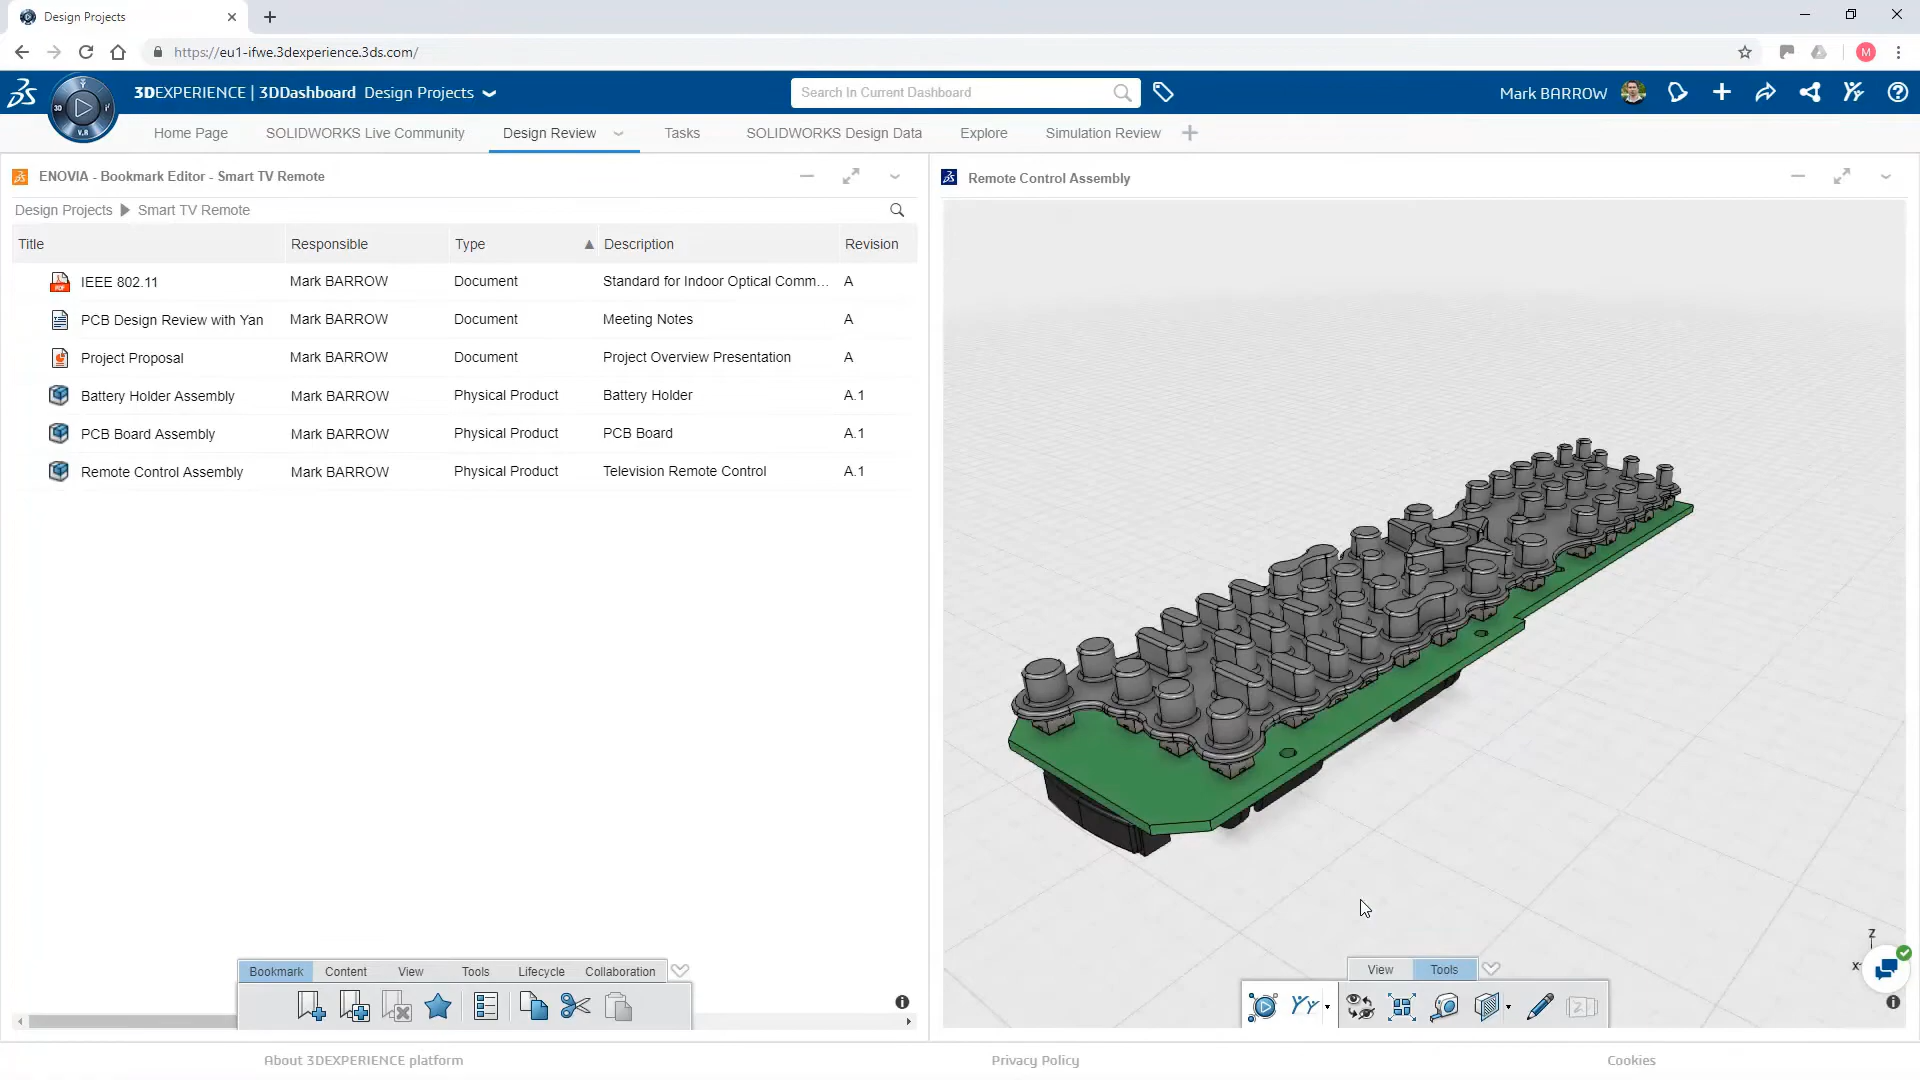 Design Projects
https://eu1-ifwe.3dexperience.3ds.com/
M
3D
V.R
3DEXPERIENCE | 3DDashboard Design Projects
Search In Current Dashboard
Mark BARROW
Home Page
SOLIDWORKS Live Community
Design Review
Tasks
SOLIDWORKS Design Data
Explore
Simulation Review
ENOVIA - Bookmark Editor - Smart TV Remote
Design Projects Smart TV Remote
Title Responsible Type Description Revision
IEEE 802.11 Mark BARROW Document Standard for Indoor Optical Comm... A
PCB Design Review with Yan Mark BARROW Document Meeting Notes A
Project Proposal Mark BARROW Document Project Overview Presentation A
Battery Holder Assembly Mark BARROW Physical Product Battery Holder A.1
PCB Board Assembly Mark BARROW Physical Product PCB Board A.1
Remote Control Assembly Mark BARROW Physical Product Television Remote Control A.1
Bookmark Content View Tools Lifecycle Collaboration
Remote Control Assembly
Z
X
View Tools
About 3DEXPERIENCE platform
Privacy Policy
Cookies